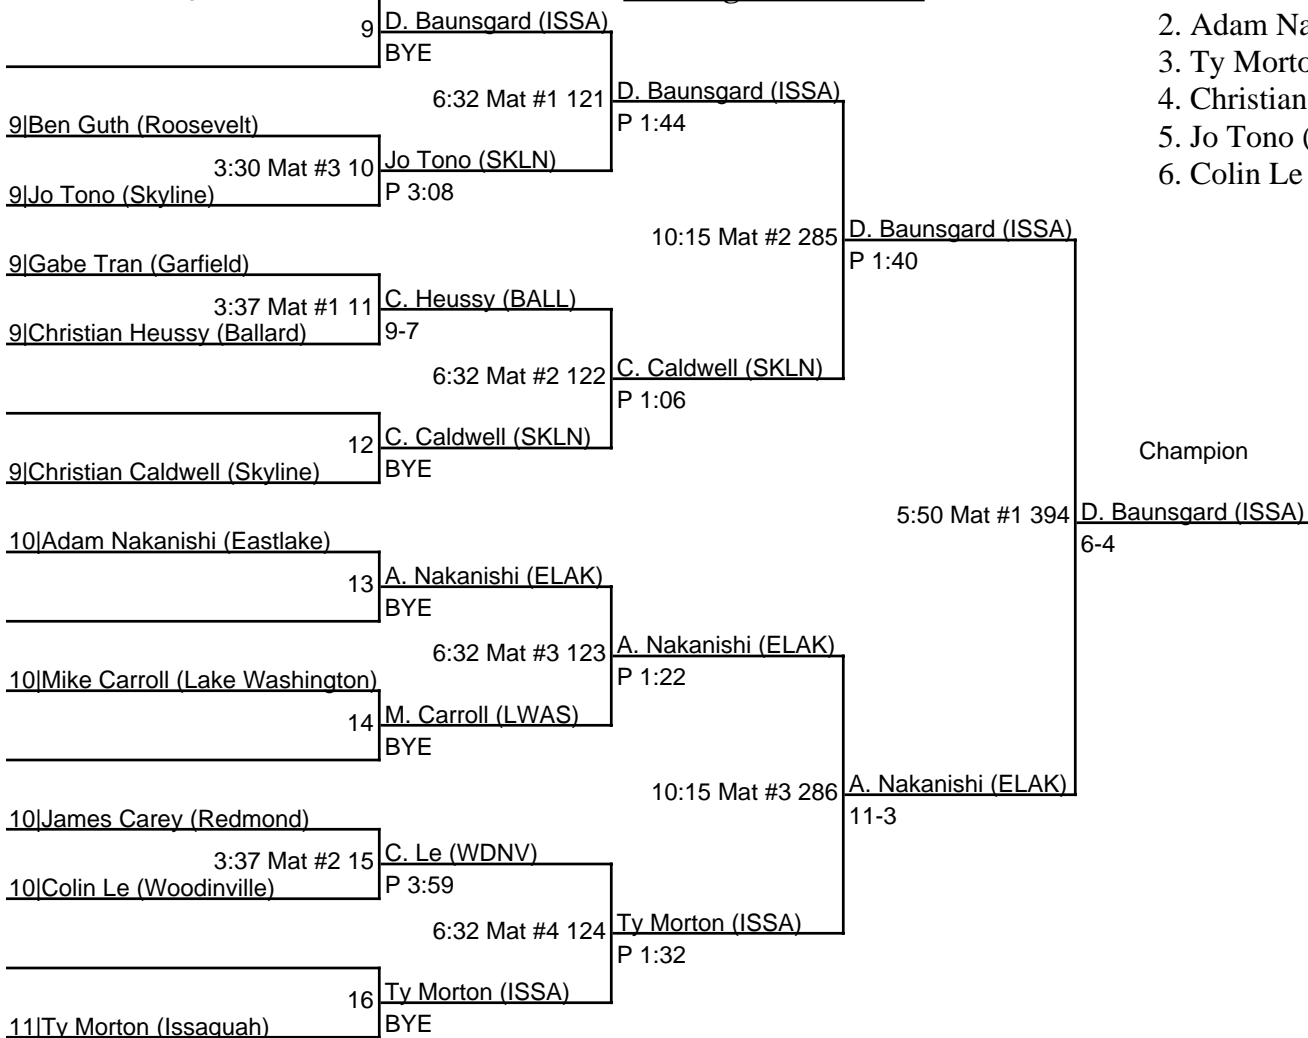 9 D. Baunsgard (ISSA)
BYE
2. Adam Na
3. Ty Morto
4. Christian
5. Jo Tono (
6. Colin Le
6:32 Mat #1 121 D. Baunsgard (ISSA)
P 1:44
9|Ben Guth (Roosevelt)
3:30 Mat #3 10 Jo Tono (SKLN)
P 3:08
9|Jo Tono (Skyline)
10:15 Mat #2 285 D. Baunsgard (ISSA)
P 1:40
9|Gabe Tran (Garfield)
3:37 Mat #1 11 C. Heussy (BALL)
9-7
9|Christian Heussy (Ballard)
6:32 Mat #2 122 C. Caldwell (SKLN)
P 1:06
12 C. Caldwell (SKLN)
BYE
9|Christian Caldwell (Skyline)
Champion
5:50 Mat #1 394 D. Baunsgard (ISSA)
6-4
10|Adam Nakanishi (Eastlake)
13 A. Nakanishi (ELAK)
BYE
6:32 Mat #3 123 A. Nakanishi (ELAK)
P 1:22
10|Mike Carroll (Lake Washington)
14 M. Carroll (LWAS)
BYE
10:15 Mat #3 286 A. Nakanishi (ELAK)
11-3
10|James Carey (Redmond)
3:37 Mat #2 15 C. Le (WDNV)
P 3:59
10|Colin Le (Woodinville)
6:32 Mat #4 124 Ty Morton (ISSA)
P 1:32
16 Ty Morton (ISSA)
BYE
11|Ty Morton (Issaquah)